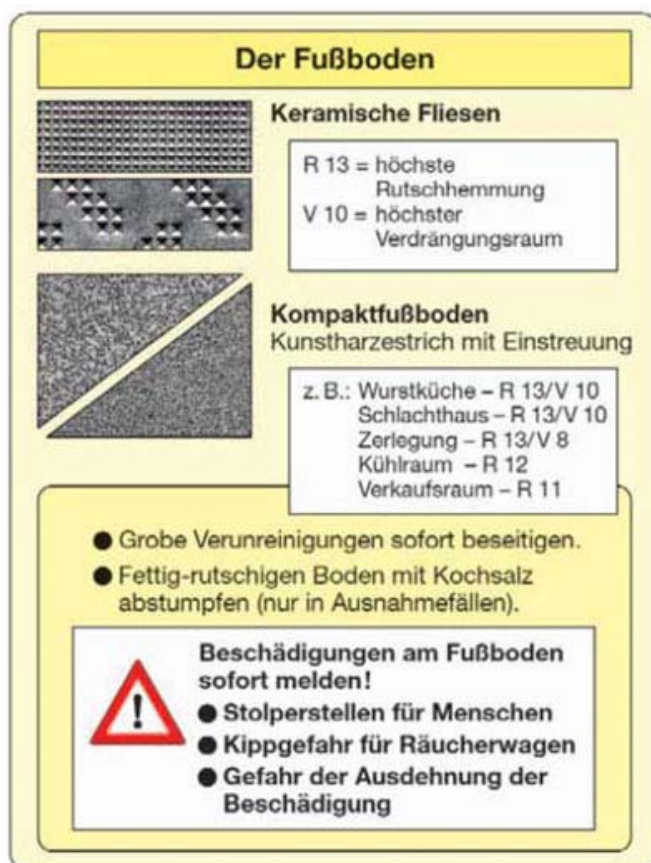 Der Fußboden
Keramische Fliesen
R 13 = höchste
Rutschhemmung
V 10 = höchster
Verdrängungsraum
Kompaktfußboden
Kunstharzestrich mit Einstreuung
z. B.: Wurstküche – R 13/V 10
Schlachthaus – R 13/V 10
Zerlegung – R 13/V 8
Kühlraum – R 12
Verkaufsraum – R 11
● Grobe Verunreinigungen sofort beseitigen.
● Fettig-rutschigen Boden mit Kochsalz
abstumpfen (nur in Ausnahmefällen).
!
Beschädigungen am Fußboden
sofort melden!
● Stolperstellen für Menschen
● Kippgefahr für Räucherwagen
● Gefahr der Ausdehnung der
Beschädigung